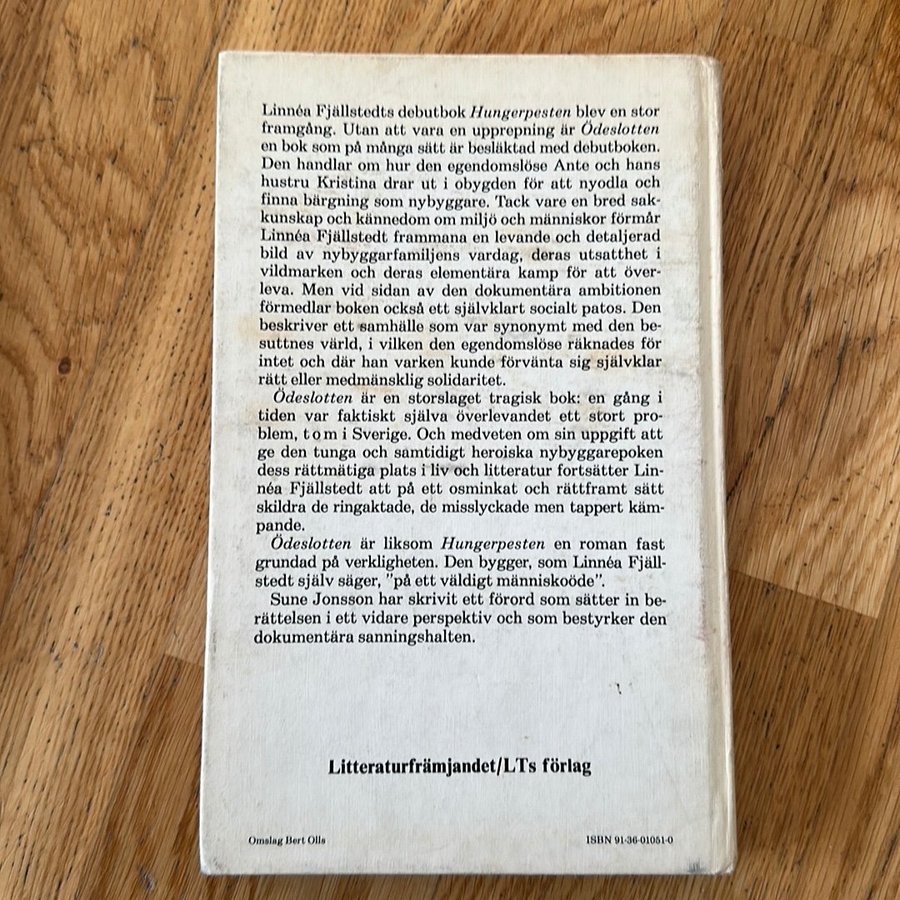 Linnéa Fjällstedts debutbok Hungerpesten blev en stor
framgång. Utan att vara en upprepning är Ödeslotten
en bok som på många sätt är besläktad med debutboken.
Den handlar om hur den egendomslöse Ante och hans
hustru Kristina drar ut i obygden för att nyodla och
finna bärgning som nybyggare. Tack vare en bred sak-
kunskap och kännedom om miljö och människor förmår
Linnéa Fjällstedt frammana en levande och detaljerad
bild av nybyggarfamiljens vardag, deras utsatthet i
vildmarken och deras elementära kamp för att över-
leva. Men vid sidan av den dokumentära ambitionen
förmedlar boken också ett självklart socialt patos. Den
beskriver ett samhälle som var synonymt med den be-
suttnes värld, i vilken den egendomslöse räknades för
intet och där han varken kunde förvänta sig självklar
rätt eller medmänsklig solidaritet.
Ödeslotten är en storslaget tragisk bok: en gång i
tiden var faktiskt själva överlevandet ett stort pro-
blem, t o m i Sverige. Och medveten om sin uppgift att
ge den tunga och samtidigt heroiska nybyggarepoken
dess rättmätiga plats i liv och litteratur fortsätter Lin-
néa Fjällstedt att på ett osminkat och rättframt sätt
skildra de ringaktade, de misslyckade men tappert käm-
pande.
Ödeslotten är liksom Hungerpesten en roman fast
grundad på verkligheten. Den bygger, som Linnéa Fjäll-
stedt själv säger, "på ett väldigt människoöde".
Sune Jonsson har skrivit ett förord som sätter in be-
rättelsen i ett vidare perspektiv och som bestyrker den
dokumentära sanningshalten.
Litteraturfrämjandet/LTs förlag
Omslag Bert Olls
ISBN 91-36-01051-0